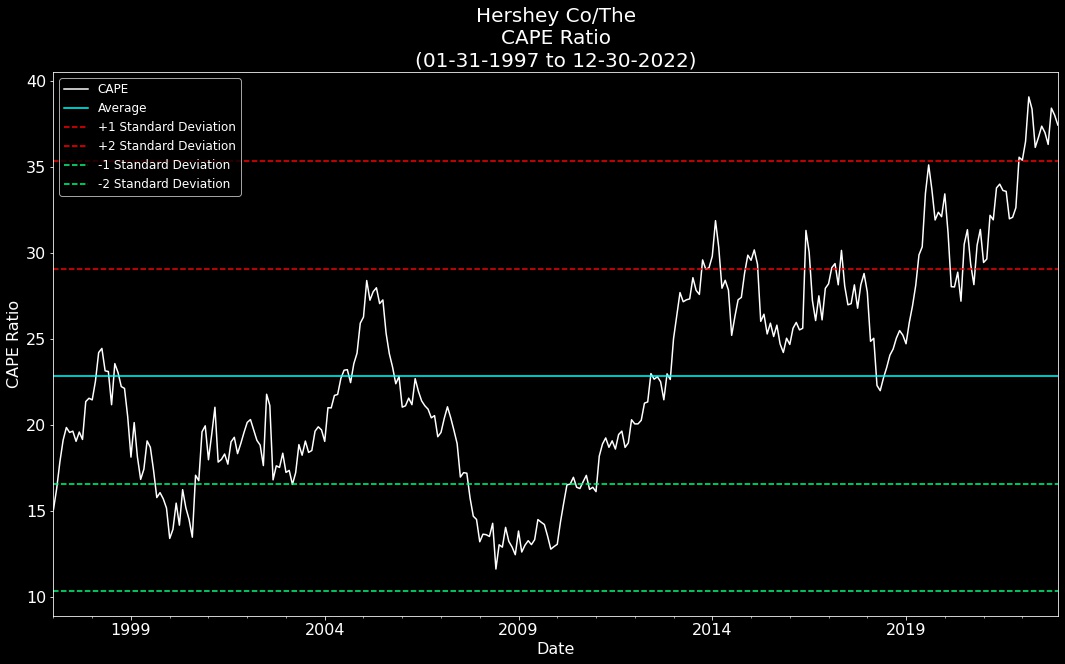 Hershey Co/The
CAPE Ratio
(01-31-1997 to 12-30-2022)
40
35
30
25
20
15
10
CAPE Ratio
CAPE
Average
+1 Standard Deviation
+2 Standard Deviation
-1 Standard Deviation
-2 Standard Deviation
1999
2004
2009
2014
2019
Date